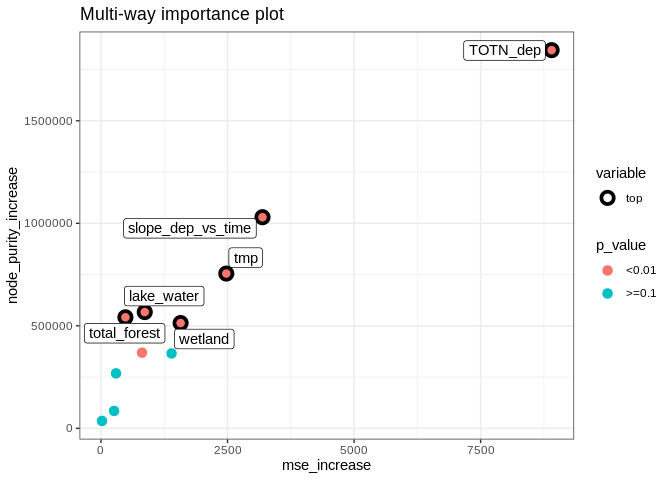 Multi-way importance plot
TOTN_dep
1500000
variable
top
slope_dep_vs_time
1000000
node_purity_increase
p_value
tmp
<0.01
>=0.1
lake_water
total_forest
500000
wetland
0
0 2500 5000 7500
mse_increase